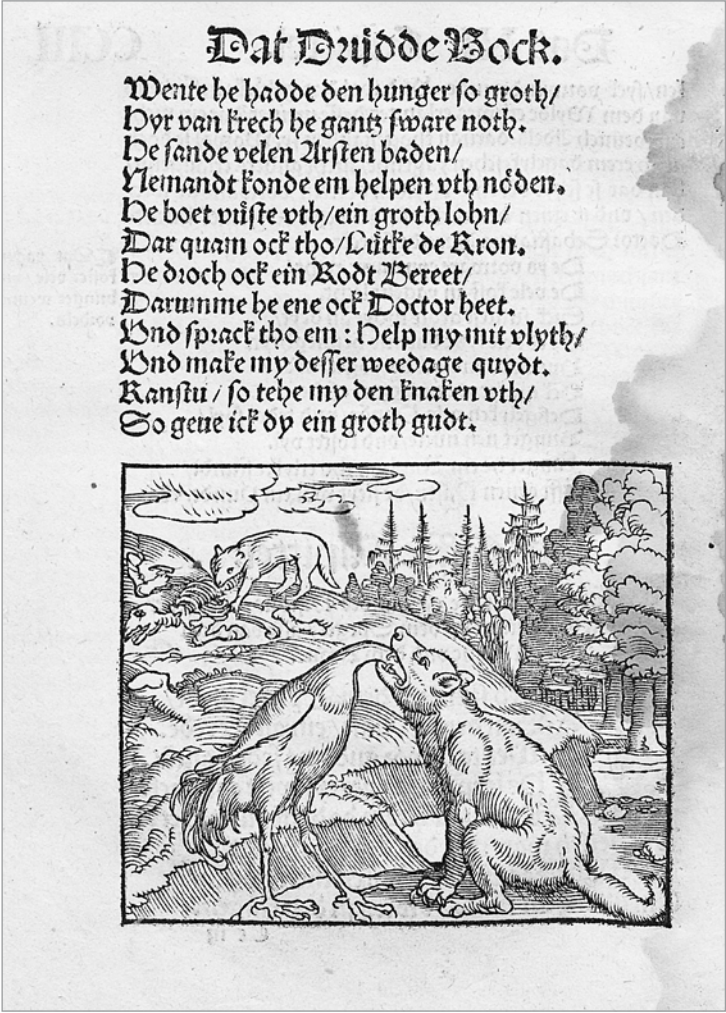 Dat Drüdde Bock.
Wente he hadde den hunger so groth/
Hyr van krech he gantz sware noth.
He sande velen Arsten baden/
Nemandt konde em helpen vth nöden.
He boet vüste vth/ein groth lohn/
Dar quam ock tho/Lütke de Kron.
He droch ock ein Rodt Bereet/
Darumme he ene ock Doctor heet.
Vnd sprack tho em : Help my mit vlyth/
Vnd make my desser weedage quydt.
Kanstu / so tehe my den knaken vth/
So geue ick dy ein groth gudt.